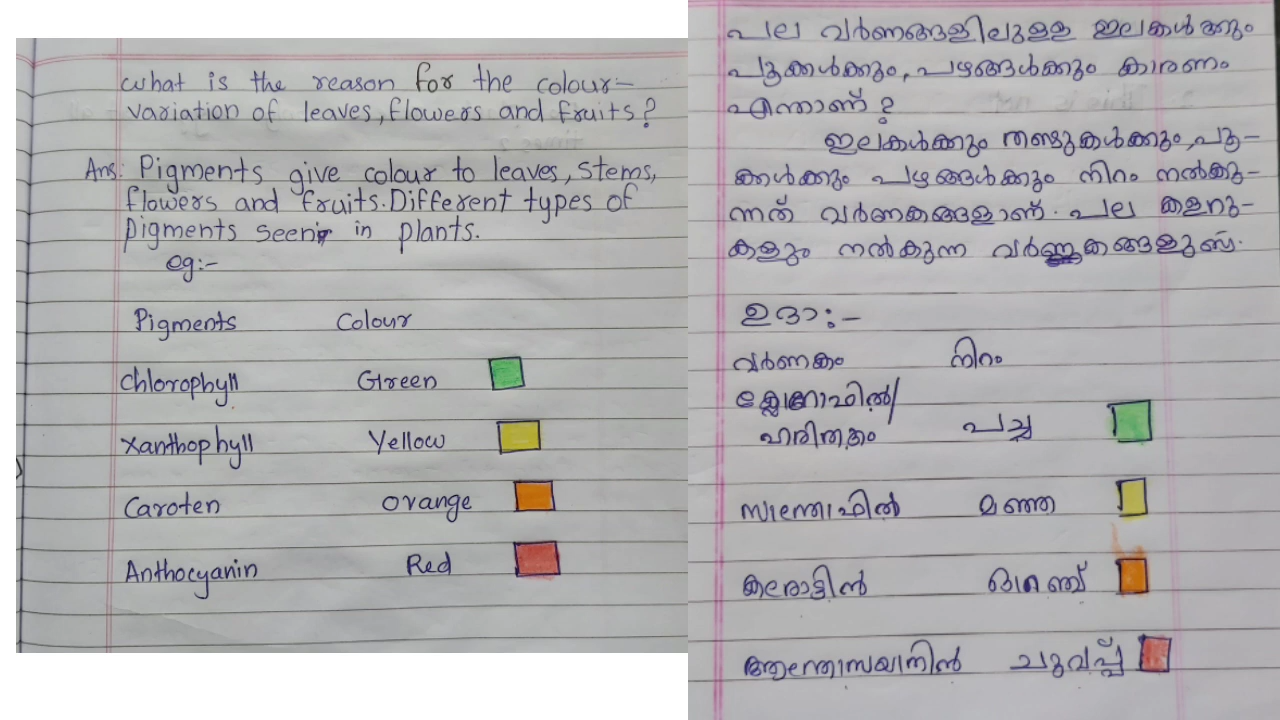 what is the reason for the colour-
variation of leaves, flowers and fruits?
Ans: Pigments give colour to leaves, stems,
flowers and fruits. Different types of
pigments seen in plants.
eg:-
Pigments Colour
Chlorophyll Green
Xanthophyll Yellow
Caroten Orange
Anthocyanin Red
പല വർണങ്ങളിലുള്ള ഇലകൾക്കും
പൂക്കൾക്കും, പഴങ്ങൾക്കും കാരണം
എന്താണ് ?
ഇലകൾക്കും തണ്ടുകൾക്കും, പൂ-
ക്കൾക്കും പഴങ്ങൾക്കും നിറം നൽകു-
ന്നത് വർണകങ്ങളാണ്. പല കളറു-
കളും നൽകുന്ന വർണ്ണകങ്ങളുണ്ട്.
ഉദാ:-
വർണകം നിറം
ക്ലോറോഫിൽ/
ഹരിതകം പച്ച
സാന്തോഫിൽ മഞ്ഞ
കരോട്ടിൻ ഓറഞ്ച്
ആന്തോസയാനിൻ ചുവപ്പ്